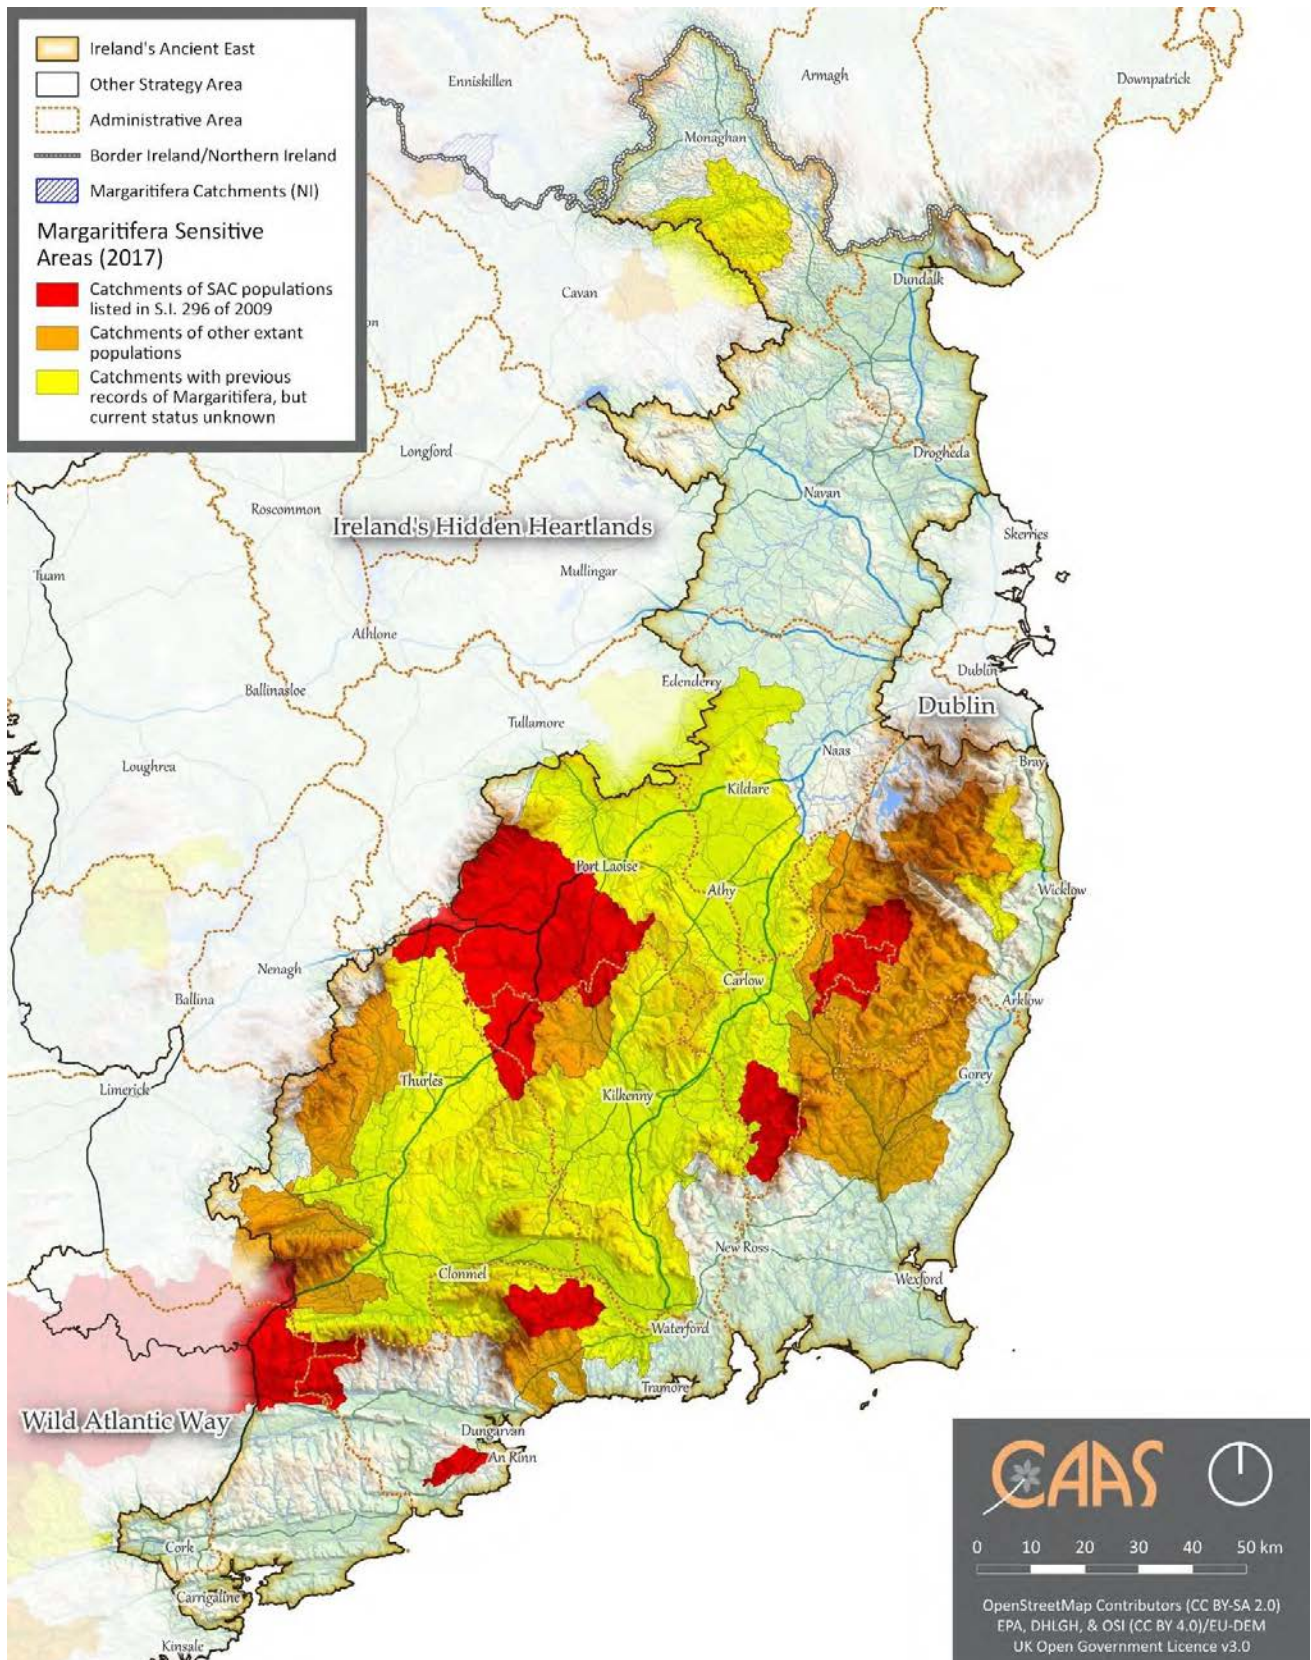 Ireland's Ancient East
Other Strategy Area
Administrative Area
Border Ireland/Northern Ireland
Margaritifera Catchments (NI)
Margaritifera Sensitive
Areas (2017)
Catchments of SAC populations
listed in S.I. 296 of 2009
Catchments of other extant
populations
Catchments with previous
records of Margaritifera, but
current status unknown
Enniskillen
Armagh
Downpatrick
Monaghan
Dundalk
Cavan
on
Longford
Drogheda
Navan
Roscommon
Ireland's Hidden Heartlands
Skerries
Tuam
Mullingar
Athlone
Dublin
Edenderry
Ballinasloe
Dublin
Tullamore
Naas
Bray
Loughrea
Kildare
Port Laoise
Athy
Wicklow
Nenagh
Carlow
Ballina
Arklow
Gorey
Thurles
Limerick
Kilkenny
New Ross
Clonmel
Wexford
Waterford
Tramore
Wild Atlantic Way
Dungarvan
An Rinn
Cork
Carrigaline
Kinsale
CAAS
0 10 20 30 40 50 km
OpenStreetMap Contributors (CC BY-SA 2.0)
EPA, DHLGH, & OSI (CC BY 4.0)/EU-DEM
UK Open Government Licence v3.0